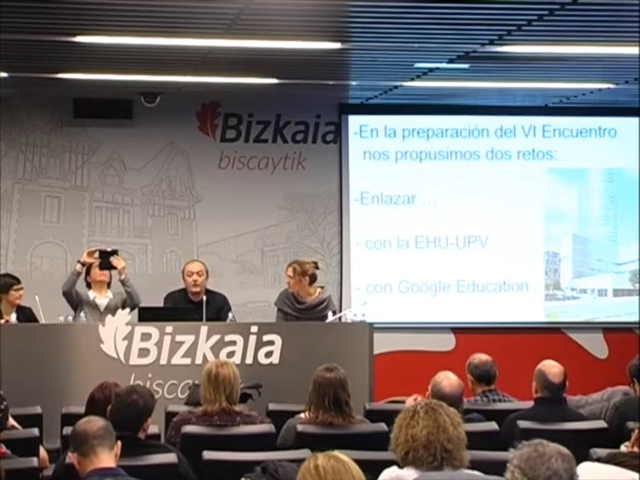 Bizkaia
biscaytik
-En la preparación del VI Encuentro
nos propusimos dos retos:
-Enlazar ...
- con la EHU-UPV
- con Google Education
Bizkaia
biscaytik